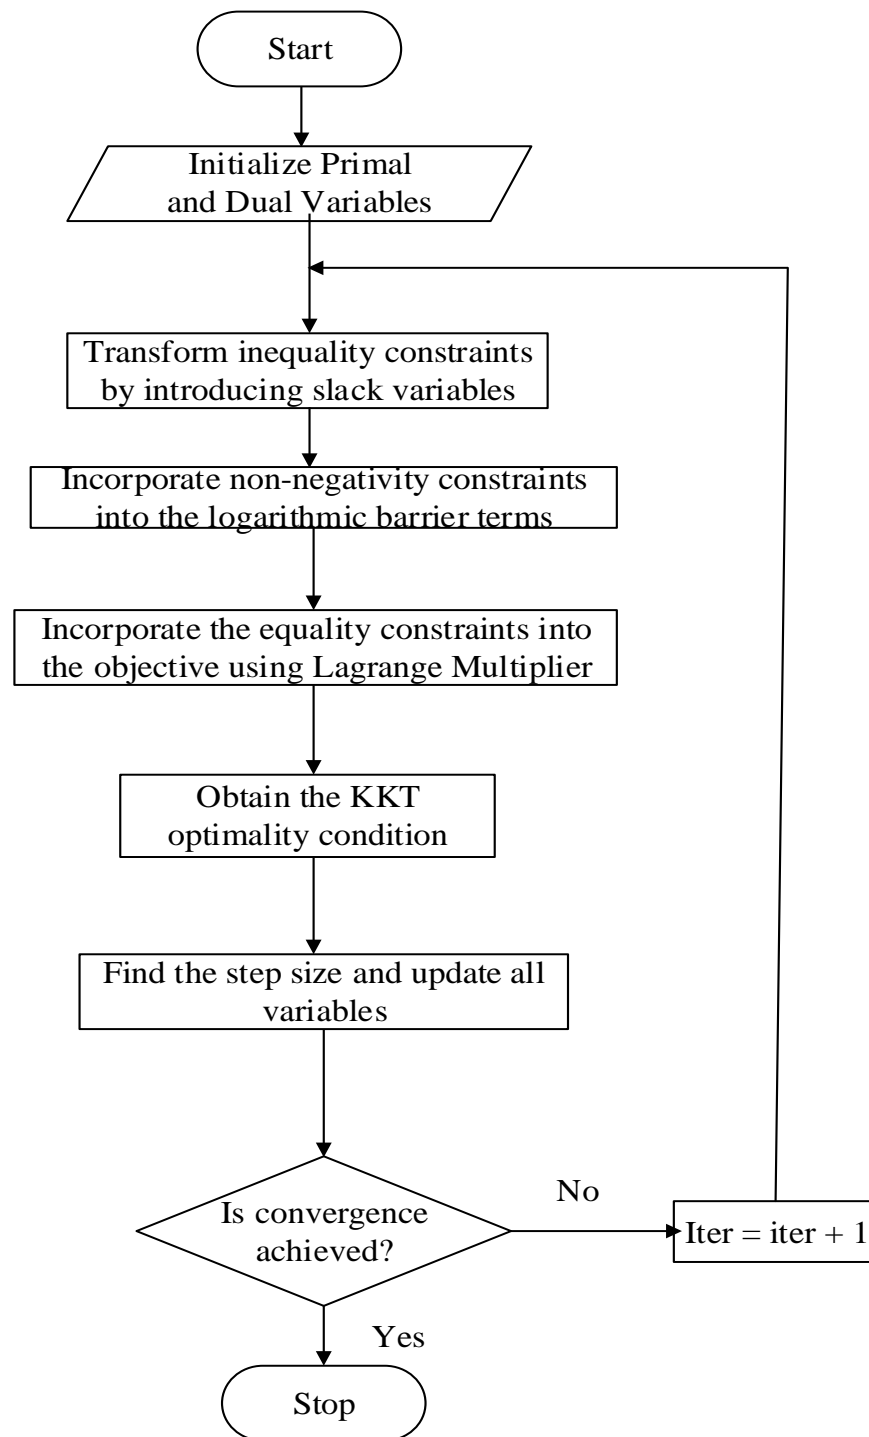 Start
Initialize Primal
and Dual Variables
Transform inequality constraints
by introducing slack variables
Incorporate non-negativity constraints
into the logarithmic barrier terms
Incorporate the equality constraints into
the objective using Lagrange Multiplier
Obtain the KKT
optimality condition
Find the step size and update all
variables
Is convergence
achieved?
No
Iter = iter + 1
Yes
Stop